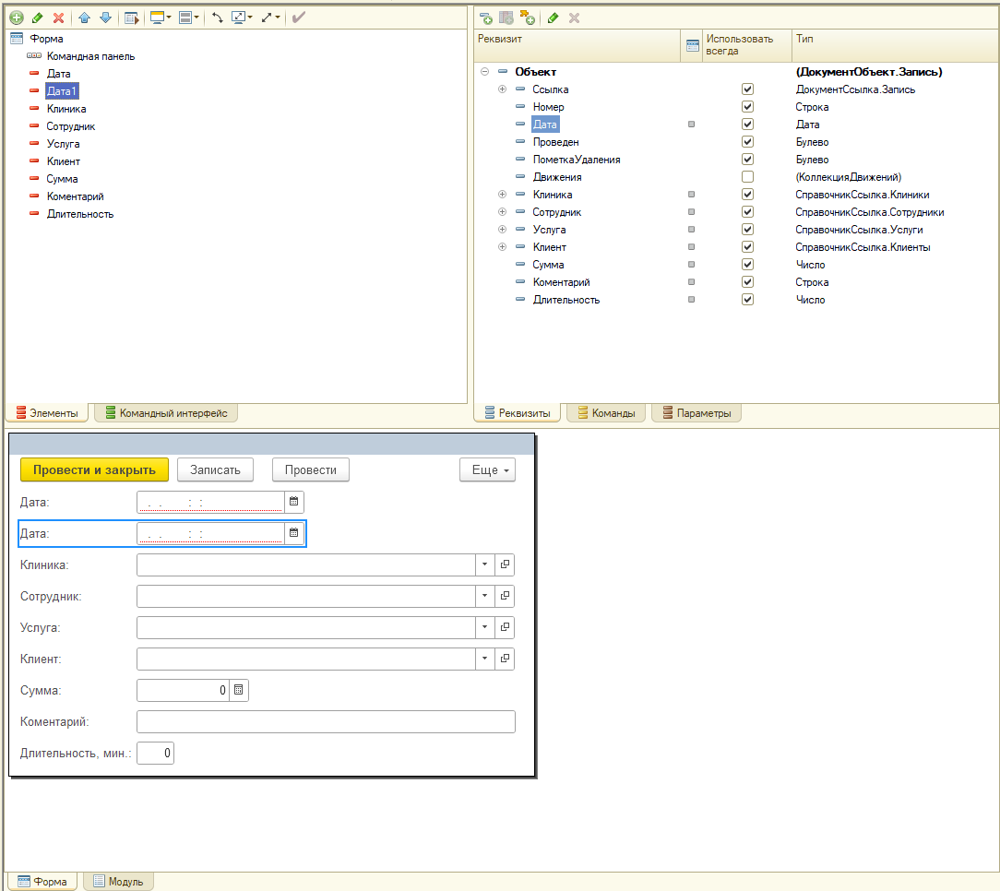 Форма
Командная панель
Дата
Дата1
Клиника
Сотрудник
Услуга
Клиент
Сумма
Коментарий
Длительность
Элементы
Командный интерфейс
Реквизит
Использовать всегда
Тип
Объект (ДокументОбъект.Запись)
Ссылка ДокументСсылка.Запись
Номер Строка
Дата Дата
Проведен Булево
ПометкаУдаления Булево
Движения (КоллекцияДвижений)
Клиника СправочникСсылка.Клиники
Сотрудник СправочникСсылка.Сотрудники
Услуга СправочникСсылка.Услуги
Клиент СправочникСсылка.Клиенты
Сумма Число
Коментарий Строка
Длительность Число
Реквизиты
Команды
Параметры
Провести и закрыть Записать Провести Еще
Дата: . . : :
Дата: . . : :
Клиника:
Сотрудник:
Услуга:
Клиент:
Сумма: 0
Коментарий:
Длительность, мин.: 0
Форма
Модуль